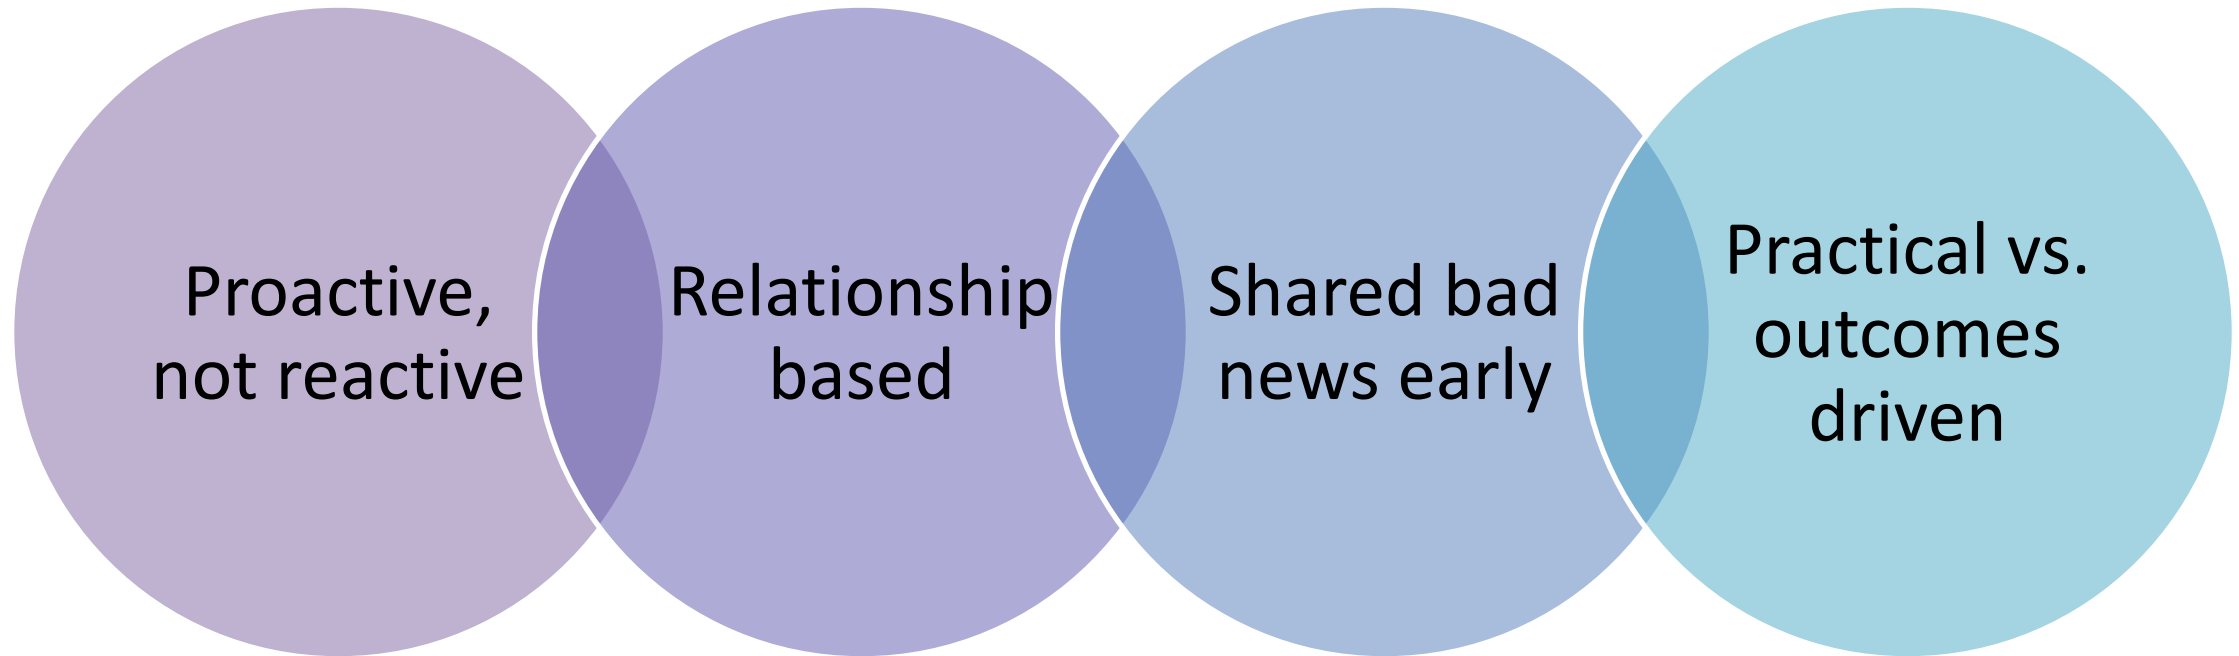 Proactive,
not reactive
Relationship
based
Shared bad
news early
Practical vs.
outcomes
driven